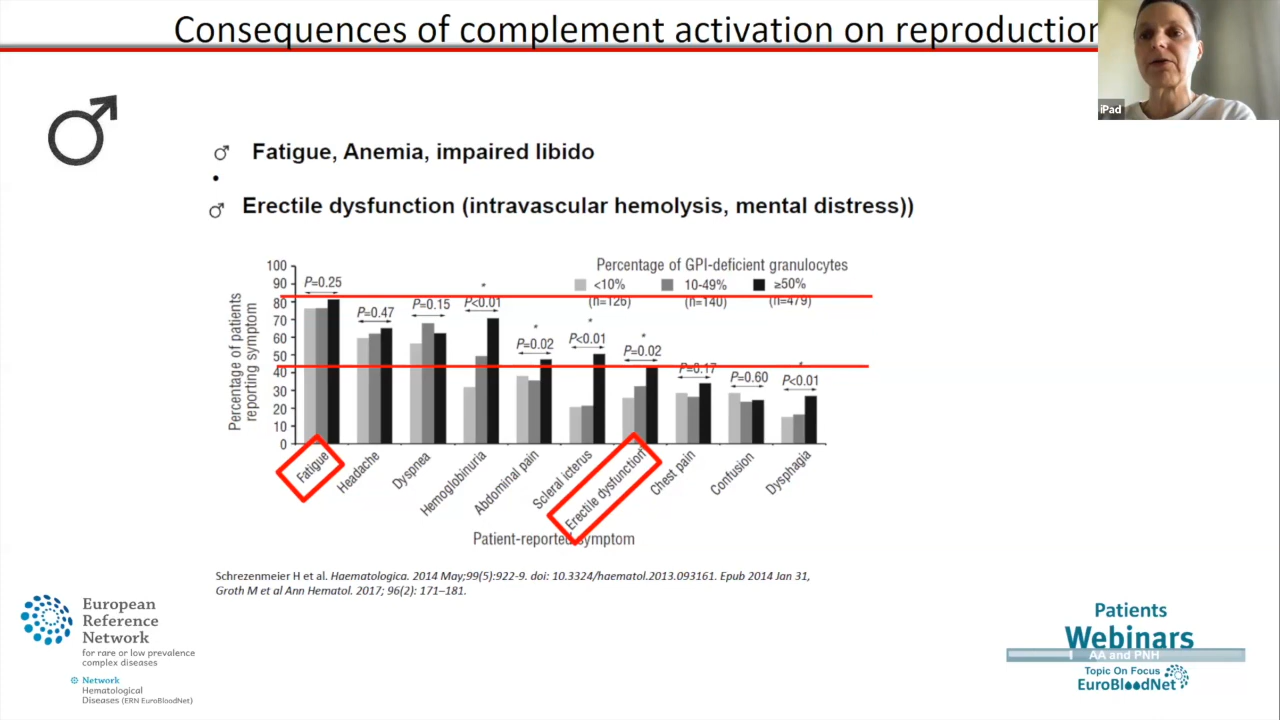 Consequences of complement activation on reproduction
iPad
♂ Fatigue, Anemia, impaired libido
•
♂ Erectile dysfunction (intravascular hemolysis, mental distress))
Percentage of GPI-deficient granulocytes
<10% 10-49% ≥50%
(n=126) (n=140) (n=479)
Percentage of patients
reporting symptom
100
90
80
70
60
50
40
30
20
10
0
P=0.25
P=0.47
P=0.15
*
P<0.01
*
P=0.02
*
P<0.01
*
P=0.02
P=0.17
P=0.60
*
P<0.01
Fatigue
Headache
Dyspnea
Hemoglobinuria
Abdominal pain
Scleral icterus
Erectile dysfunction
Chest pain
Confusion
Dysphagia
Patient-reported symptom
Schrezenmeier H et al. Haematologica. 2014 May;99(5):922-9. doi: 10.3324/haematol.2013.093161. Epub 2014 Jan 31,
Groth M et al Ann Hematol. 2017; 96(2): 171–181.
European
Reference
Network
for rare or low prevalence
complex diseases
Network
Hematological
Diseases (ERN EuroBloodNet)
Patients
Webinars
AA and PNH
Topic On Focus
EuroBloodNet